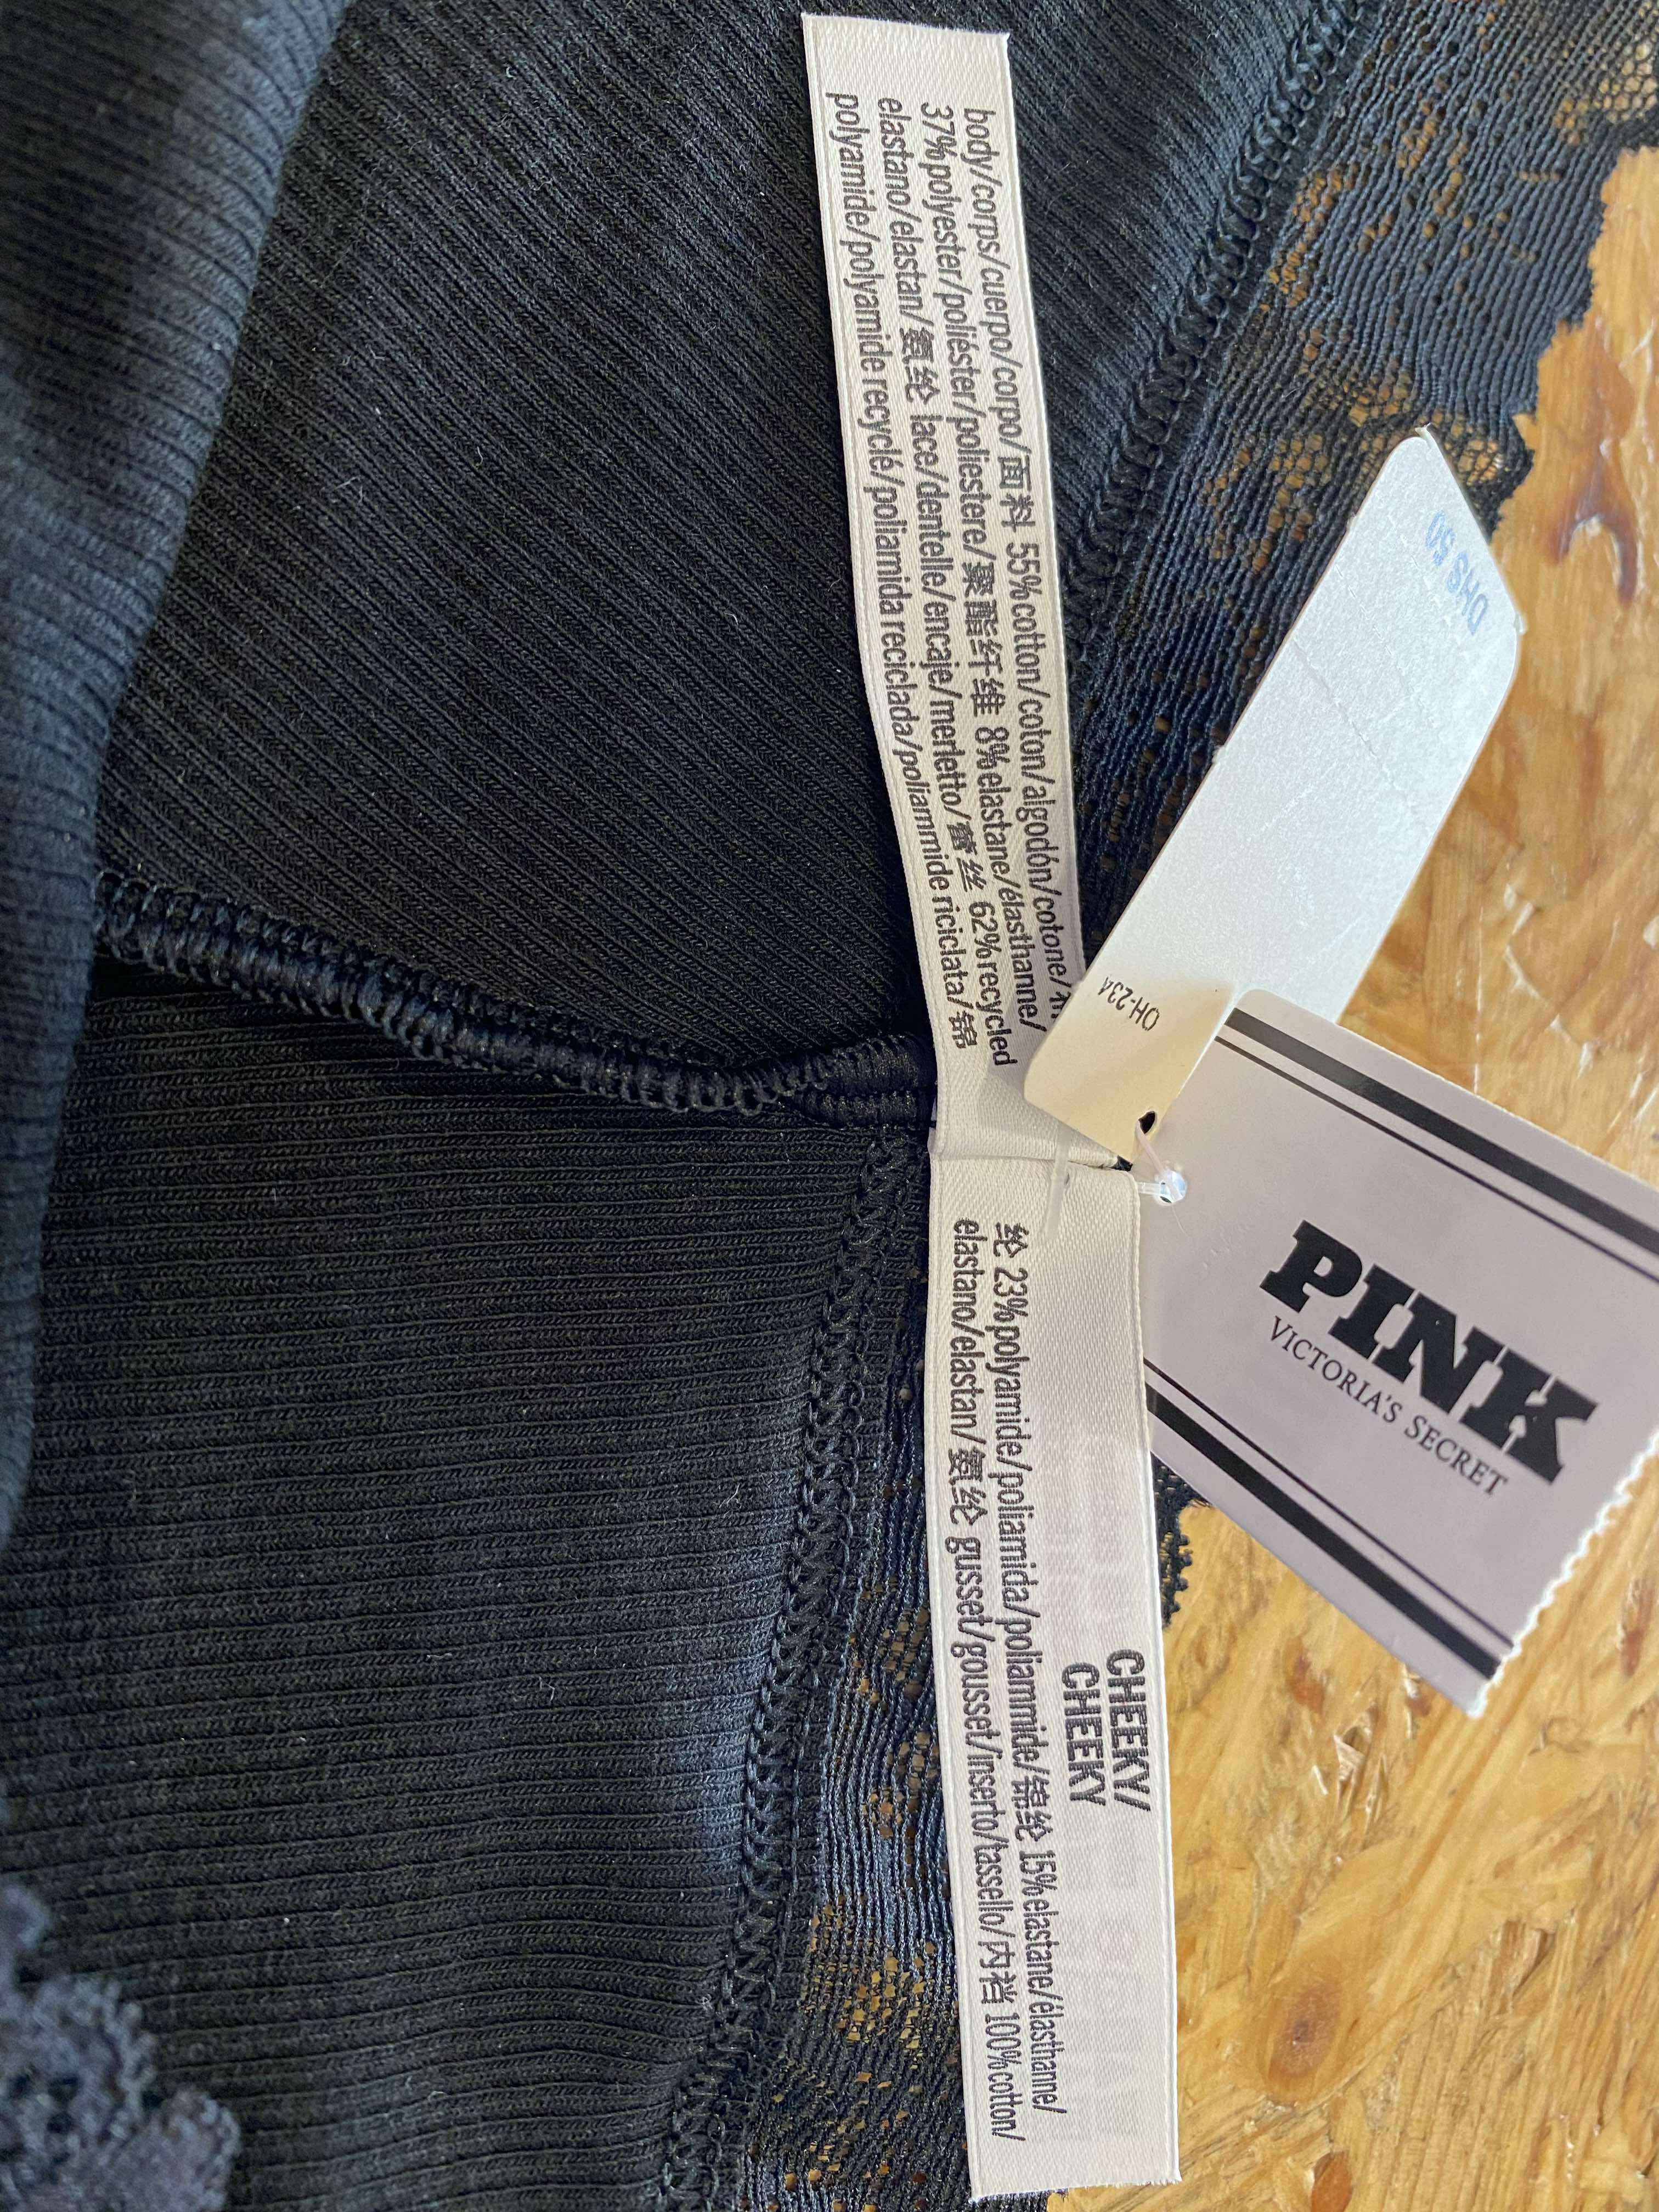 body/corps/cuerpo/corpo/面料 55%cotton/coton/algodón/cotone/
37%polyester/poliéster/poliestere/聚酯纤维 8%elastane/élasthanne/
elastano/elastan/氨纶 lace/dentelle/encaje/merletto/蕾丝 62%recycled
polyamide/polyamide recyclé/poliamida reciclada/poliammide riciclata/锦
CHEEKY/
CHEEKY
纶 23%polyamide/poliamida/poliammide/锦纶 15%elastane/élasthanne/
elastano/elastan/氨纶 gusset/gousset/inserto/tassello/内裆 100%cotton/
DHS 50
OH-234
PINK
VICTORIA'S SECRET